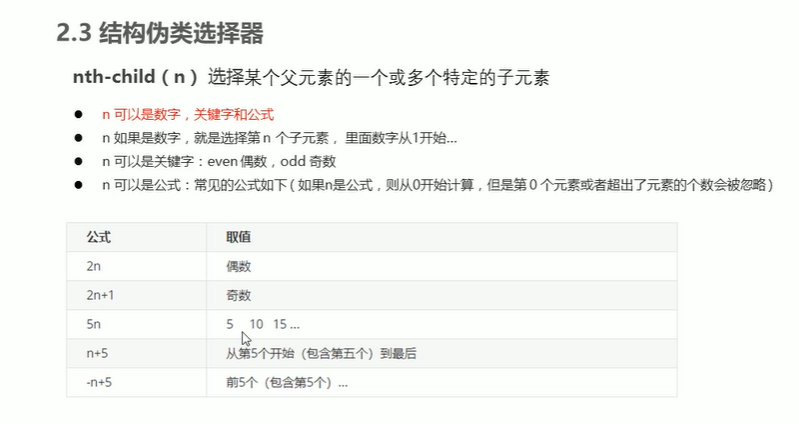 2.3 结构伪类选择器
nth-child（n） 选择某个父元素的一个或多个特定的子元素
● n 可以是数字，关键字和公式
● n 如果是数字，就是选择第 n 个子元素， 里面数字从1开始...
● n 可以是关键字：even 偶数，odd 奇数
● n 可以是公式：常见的公式如下 ( 如果n是公式，则从0开始计算，但是第 0 个元素或者超出了元素的个数会被忽略 )
公式 取值
2n 偶数
2n+1 奇数
5n 5 10 15 ...
n+5 从第5个开始（包含第五个）到最后
-n+5 前5个（包含第5个）...